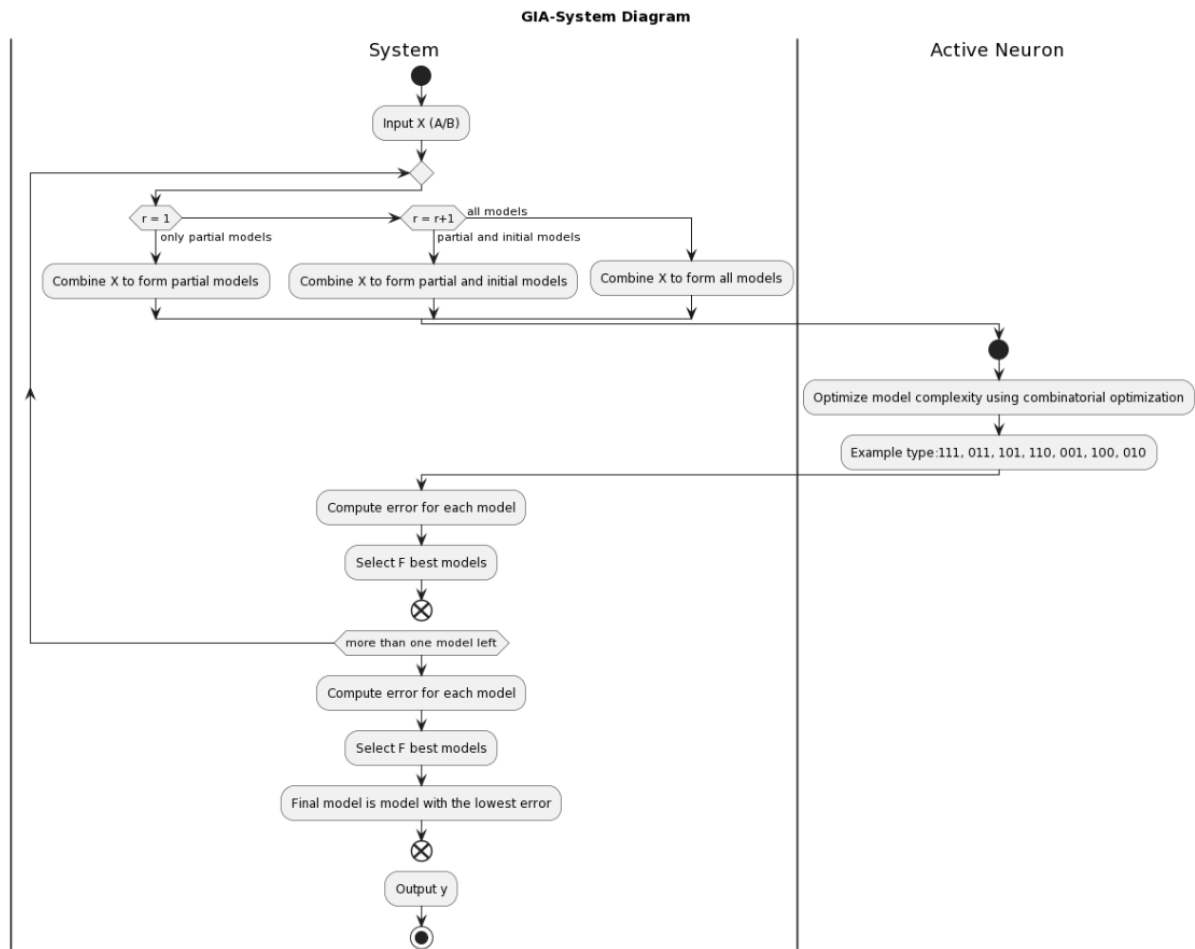 GIA-System Diagram
System
Active Neuron
Input X (A/B)
r = 1
r = r+1
all models
only partial models
partial and initial models
Combine X to form partial models
Combine X to form partial and initial models
Combine X to form all models
Optimize model complexity using combinatorial optimization
Example type:111, 011, 101, 110, 001, 100, 010
Compute error for each model
Select F best models
more than one model left
Compute error for each model
Select F best models
Final model is model with the lowest error
Output y